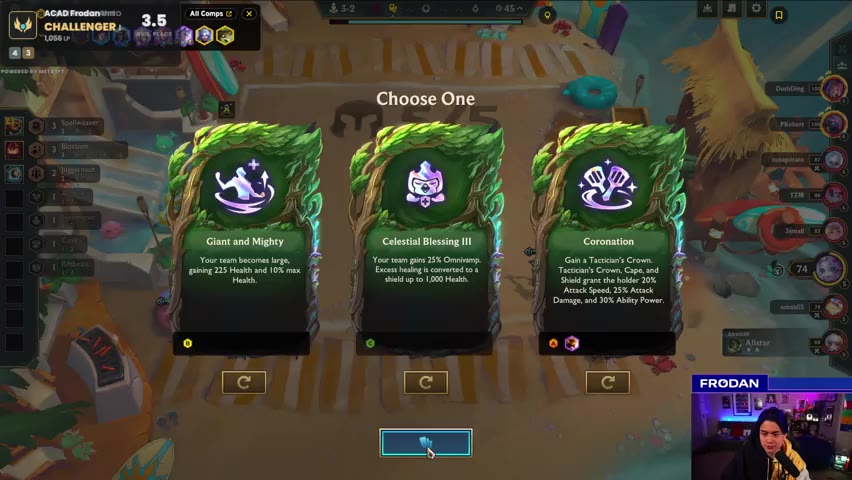 ACAD Frodan
CHALLENGER I
1,056 LP
3.5
AVG. PLACE
All Comps
4 3
POWERED BY METATFT
3-2
45
Choose One
3 Spellweaver
3 Blossom
2 Juggernaut
Giant and Mighty
Your team becomes large,
gaining 225 Health and 10% max
Health.
B
Celestial Blessing III
Your team gains 25% Omnivamp.
Excess healing is converted to a
shield up to 1,000 Health.
C
Coronation
Gain a Tactician's Crown.
Tactician's Crown, Cape, and
Shield grant the holder 20%
Attack Speed, 25% Attack
Damage, and 30% Ability Power.
A
DushDing 100
PRobert 100
74
Allstar
FRODAN